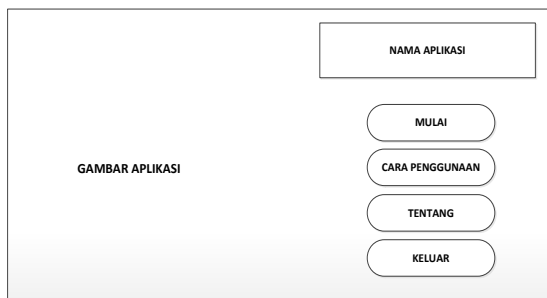 NAMA APLIKASI
MULAI
CARA PENGGUNAAN
GAMBAR APLIKASI
TENTANG
KELUAR